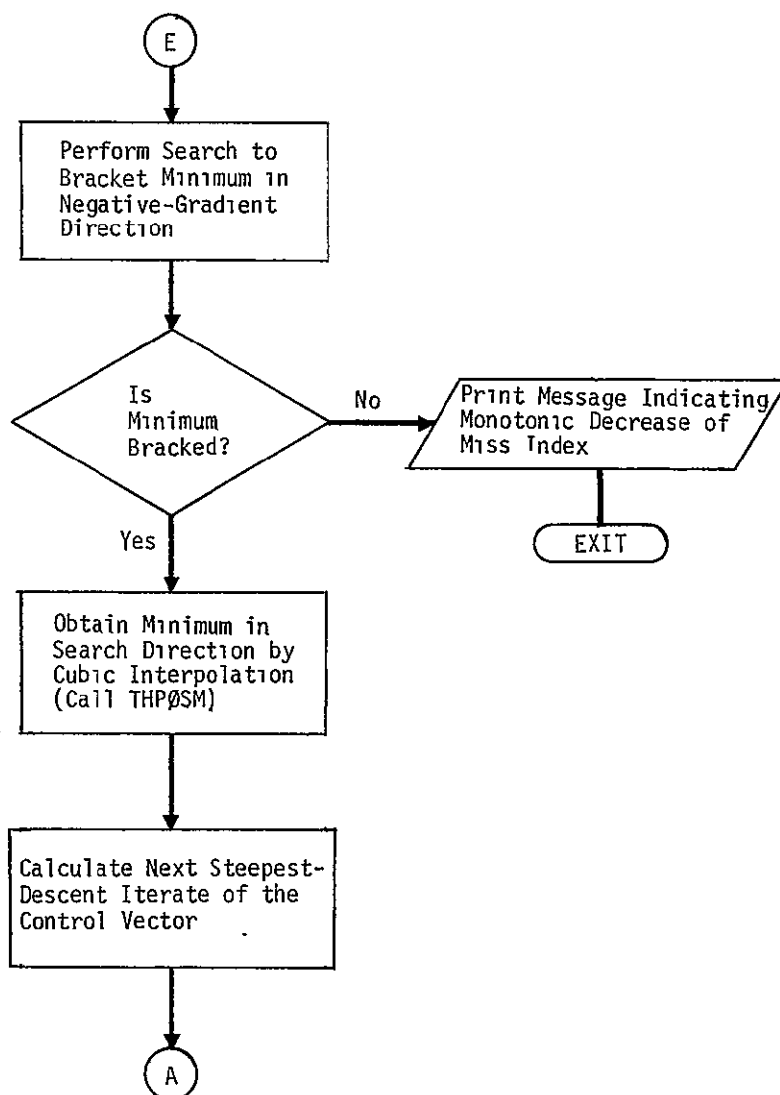 E
Perform Search to
Bracket Minimum in
Negative-Gradient
Direction
Is
Minimum
Bracked?
No
Print Message Indicating
Monotonic Decrease of
Miss Index
EXIT
Yes
Obtain Minimum in
Search Direction by
Cubic Interpolation
(Call THPØSM)
Calculate Next Steepest-
Descent Iterate of the
Control Vector
A